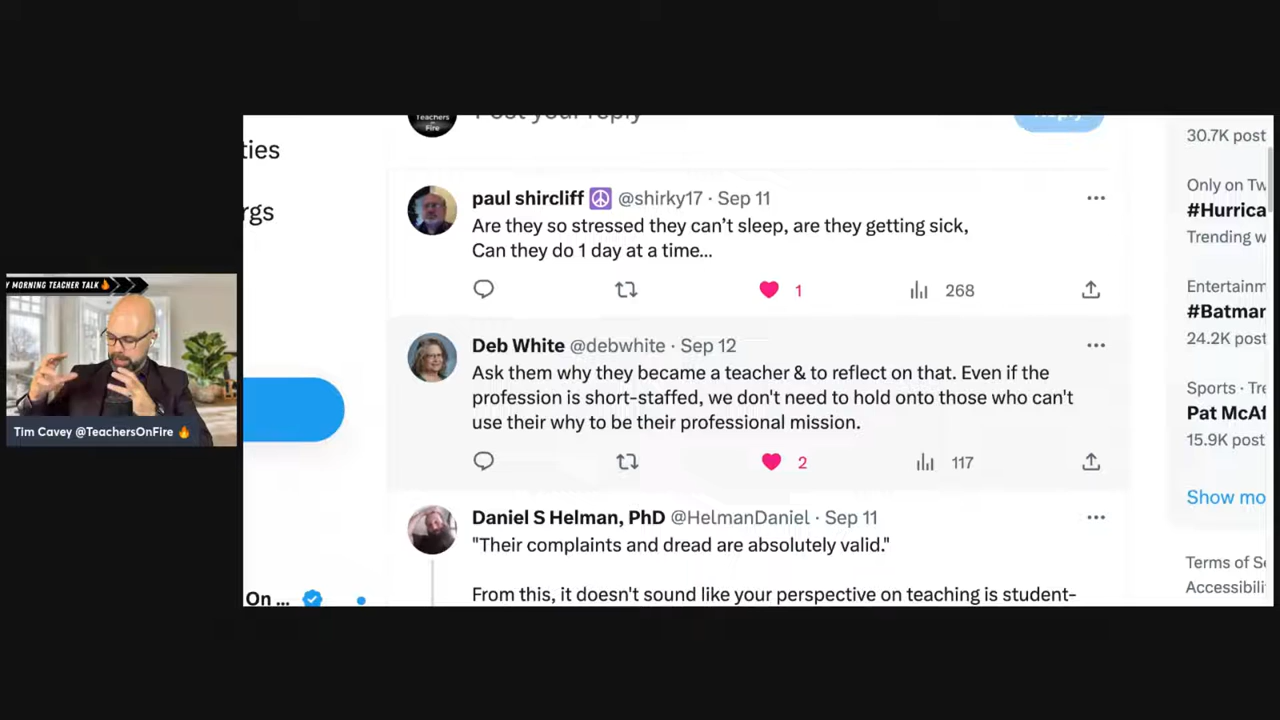 Teachers
on
Fire
Post your reply
Reply
ties
rgs
paul shircliff @shirky17 · Sep 11
Are they so stressed they can't sleep, are they getting sick,
Can they do 1 day at a time...
1
268
Deb White @debwhite · Sep 12
Ask them why they became a teacher & to reflect on that. Even if the
profession is short-staffed, we don't need to hold onto those who can't
use their why to be their professional mission.
2
117
Daniel S Helman, PhD @HelmanDaniel · Sep 11
"Their complaints and dread are absolutely valid."
From this, it doesn't sound like your perspective on teaching is student-
On ...
30.7K post
Only on Tw
#Hurrica
Trending w
Entertainm
#Batmar
24.2K post
Sports · Tre
Pat McAf
15.9K post
Show mo
Terms of Se
Accessibili
Y MORNING TEACHER TALK🔥
Tim Cavey @TeachersOnFire 🔥